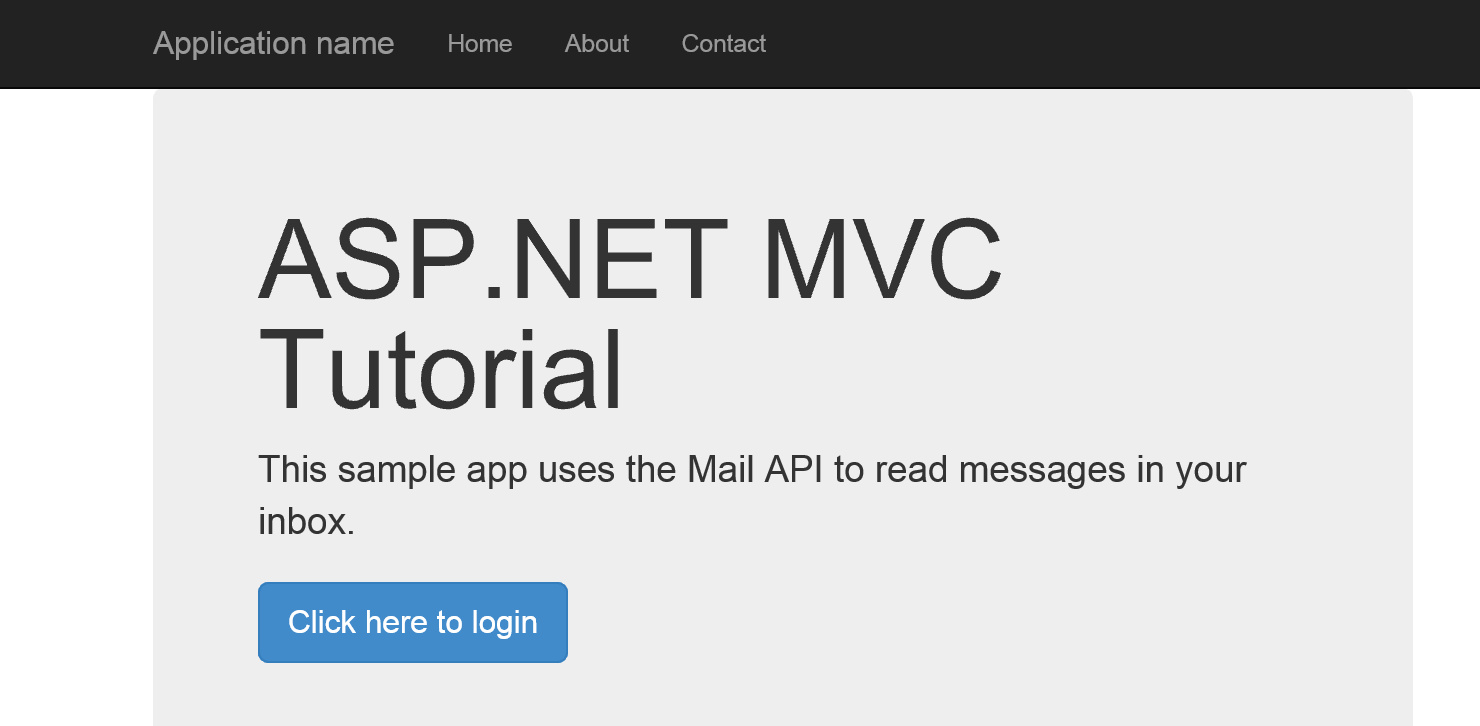 Application name Home About Contact
ASP.NET MVC
Tutorial
This sample app uses the Mail API to read messages in your
inbox.
Click here to login